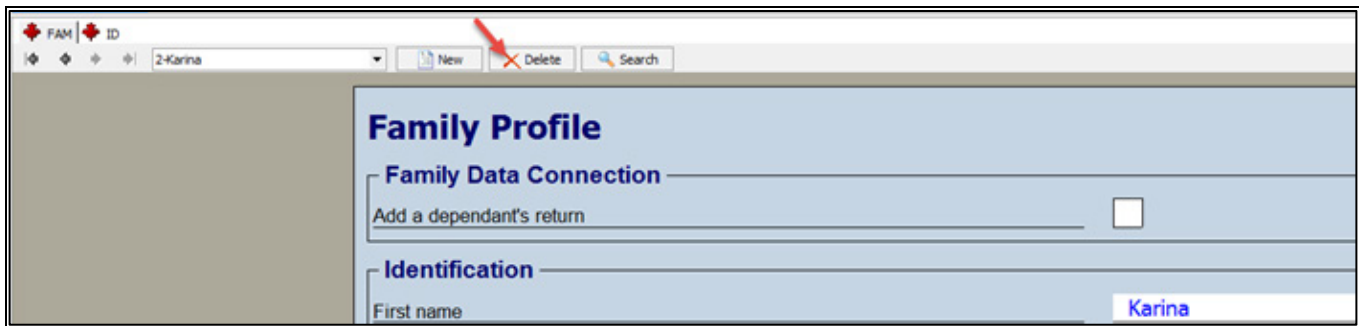 FAM ID
2-Karina New Delete Search
Family Profile
Family Data Connection
Add a dependant's return
Identification
First name Karina